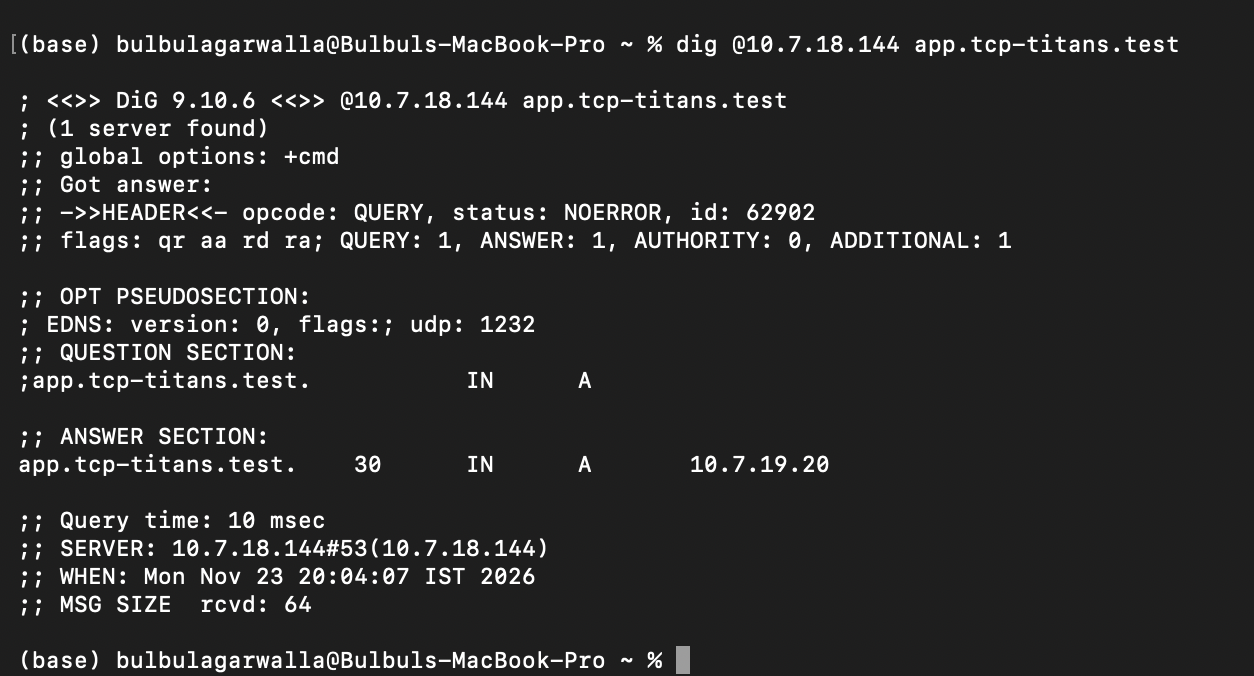 [(base) bulbulagarwalla@Bulbuls-MacBook-Pro ~ % dig @10.7.18.144 app.tcp-titans.test

; <<>> DiG 9.10.6 <<>> @10.7.18.144 app.tcp-titans.test
; (1 server found)
;; global options: +cmd
;; Got answer:
;; ->>HEADER<<- opcode: QUERY, status: NOERROR, id: 62902
;; flags: qr aa rd ra; QUERY: 1, ANSWER: 1, AUTHORITY: 0, ADDITIONAL: 1

;; OPT PSEUDOSECTION:
; EDNS: version: 0, flags:; udp: 1232
;; QUESTION SECTION:
;app.tcp-titans.test.		IN	A

;; ANSWER SECTION:
app.tcp-titans.test.	30	IN	A	10.7.19.20

;; Query time: 10 msec
;; SERVER: 10.7.18.144#53(10.7.18.144)
;; WHEN: Mon Nov 23 20:04:07 IST 2026
;; MSG SIZE  rcvd: 64

(base) bulbulagarwalla@Bulbuls-MacBook-Pro ~ %